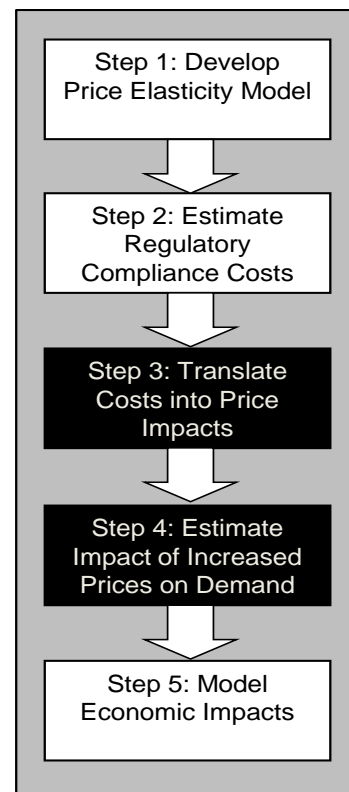 Step 1: Develop
Price Elasticity Model
Step 2: Estimate
Regulatory
Compliance Costs
Step 3: Translate
Costs into Price
Impacts
Step 4: Estimate
Impact of Increased
Prices on Demand
Step 5: Model
Economic Impacts